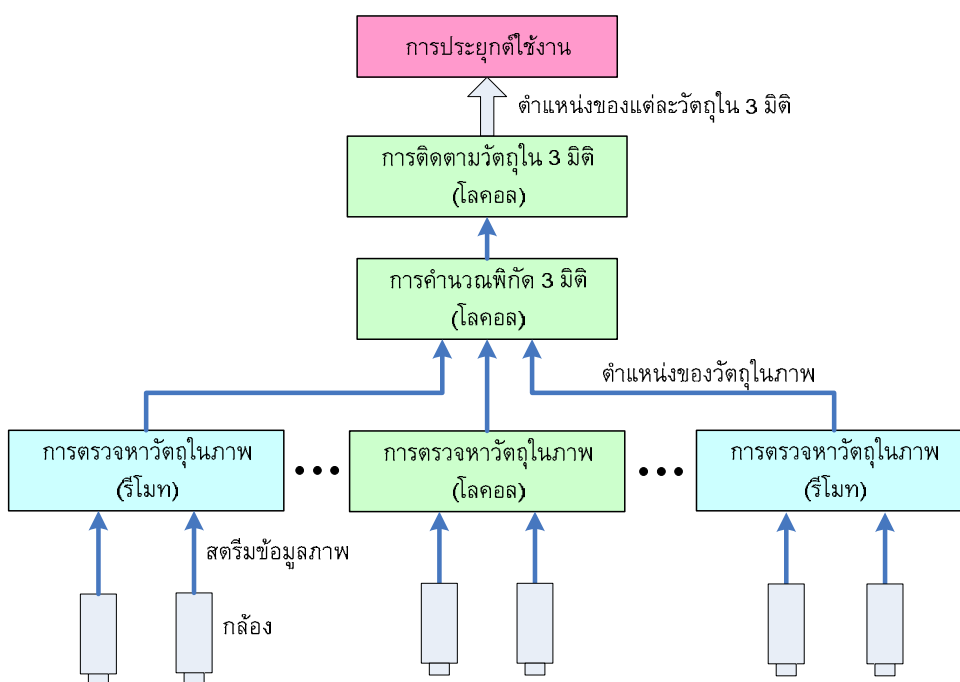 การประยุกต์ใช้งาน
ตำแหน่งของแต่ละวัตถุใน 3 มิติ
การติดตามวัตถุใน 3 มิติ
(โลคอล)
การคำนวณพิกัด 3 มิติ
(โลคอล)
ตำแหน่งของวัตถุในภาพ
การตรวจหาวัตถุในภาพ
(รีโมท)
การตรวจหาวัตถุในภาพ
(โลคอล)
การตรวจหาวัตถุในภาพ
(รีโมท)
สตรีมข้อมูลภาพ
กล้อง